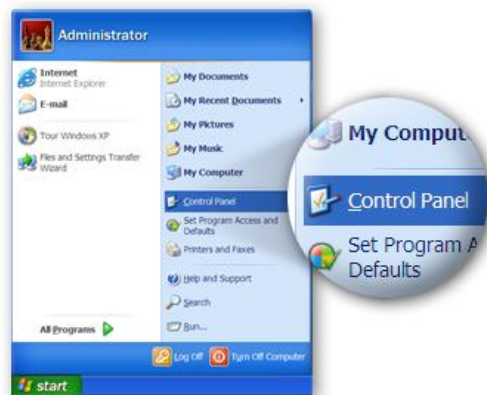 Administrator
Internet
Internet Explorer
E-mail
Tour Windows XP
Files and Settings Transfer
Wizard
All Programs
My Documents
My Recent Documents
My Pictures
My Music
My Computer
Control Panel
Set Program Access and
Defaults
Printers and Faxes
Help and Support
Search
Run...
Log Off
Turn Off Computer
start
My Comput
Control Panel
Set Program A
Defaults